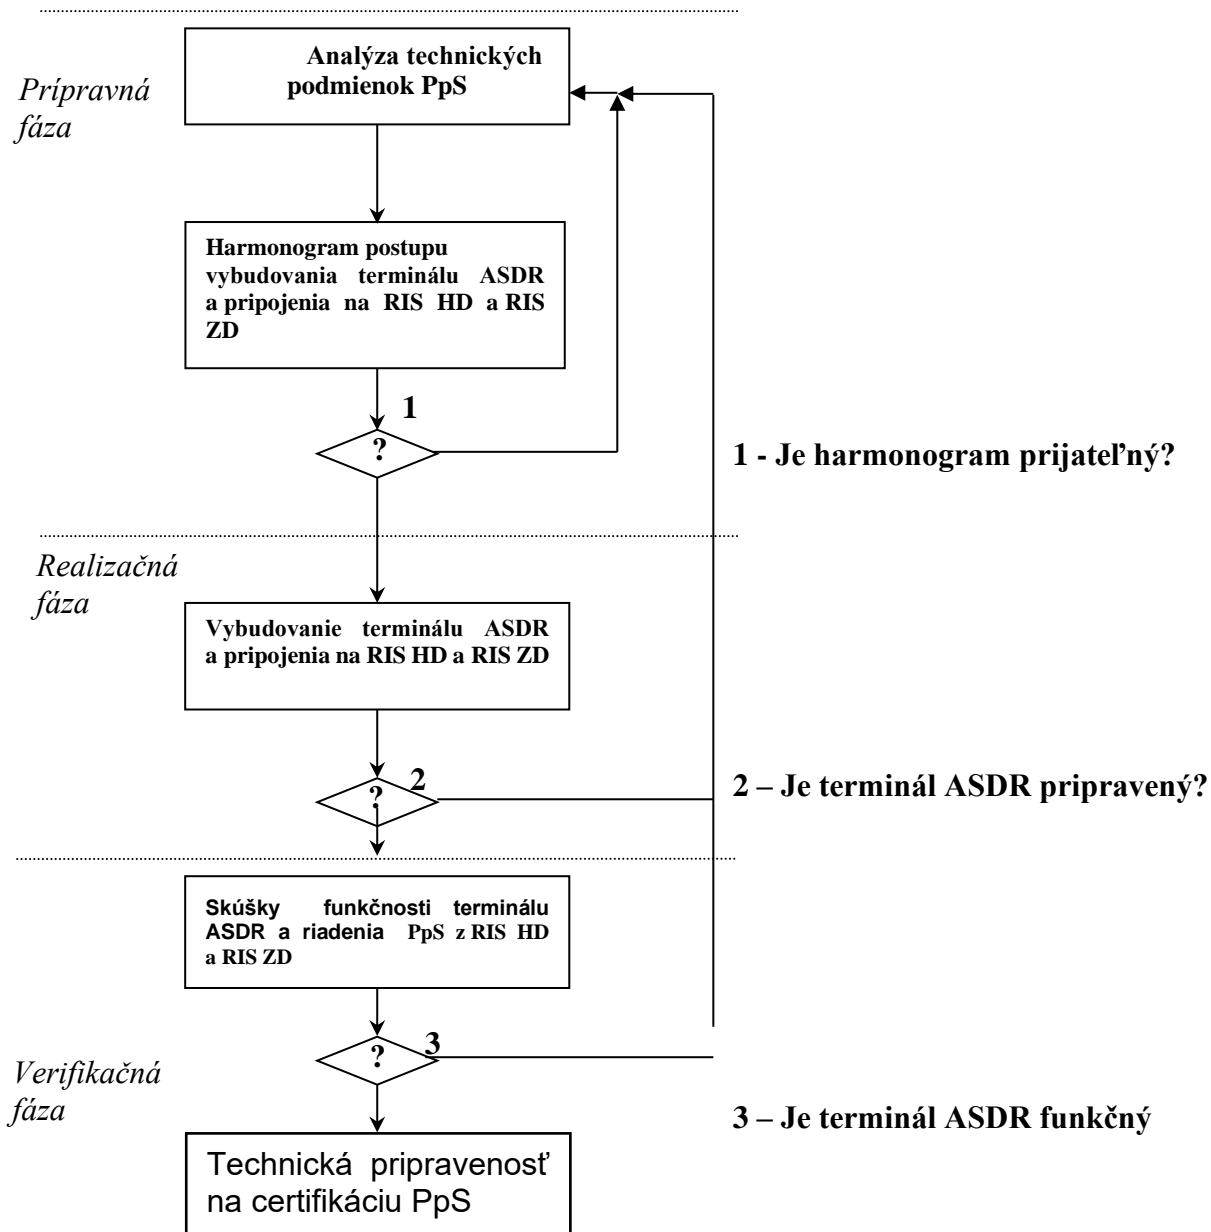 Analýza technických
podmienok PpS
Prípravná
fáza
Harmonogram postupu
vybudovania terminálu ASDR
a pripojenia na RIS HD a RIS
ZD
1
?
1 - Je harmonogram prijateľný?
Realizačná
fáza
Vybudovanie terminálu ASDR
a pripojenia na RIS HD a RIS ZD
2
?
2 – Je terminál ASDR pripravený?
Skúšky funkčnosti terminálu
ASDR a riadenia PpS z RIS HD
a RIS ZD
3
?
Verifikačná
fáza
3 – Je terminál ASDR funkčný
Technická pripravenosť
na certifikáciu PpS